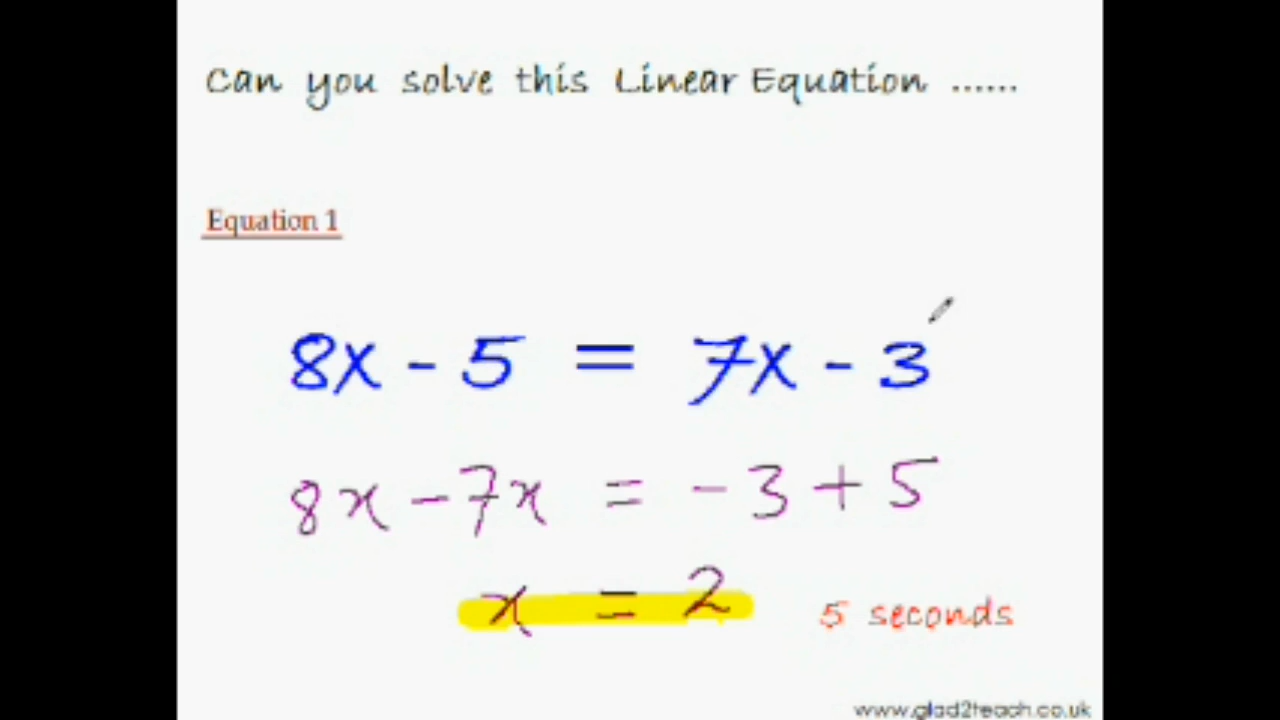 Can you solve this Linear Equation ......
Equation 1
8x - 5 = 7x - 3
8x - 7x = - 3 + 5
x = 2
5 seconds
www.glad2teach.co.uk